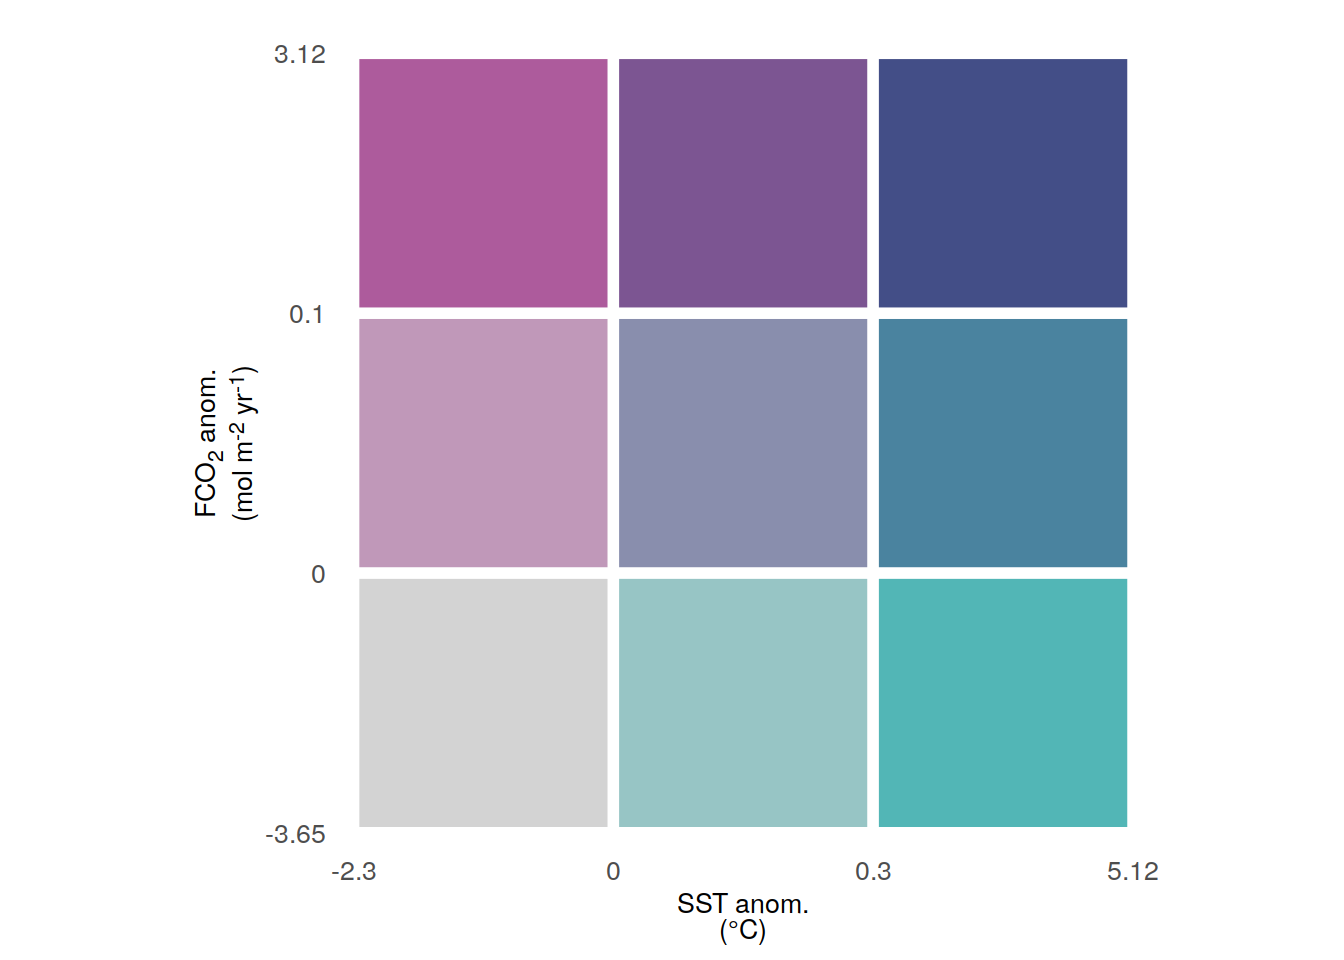 3.12
0.1
0
-3.65
FCO₂ anom.
(mol m⁻² yr⁻¹)
-2.3 0 0.3 5.12
SST anom.
(°C)